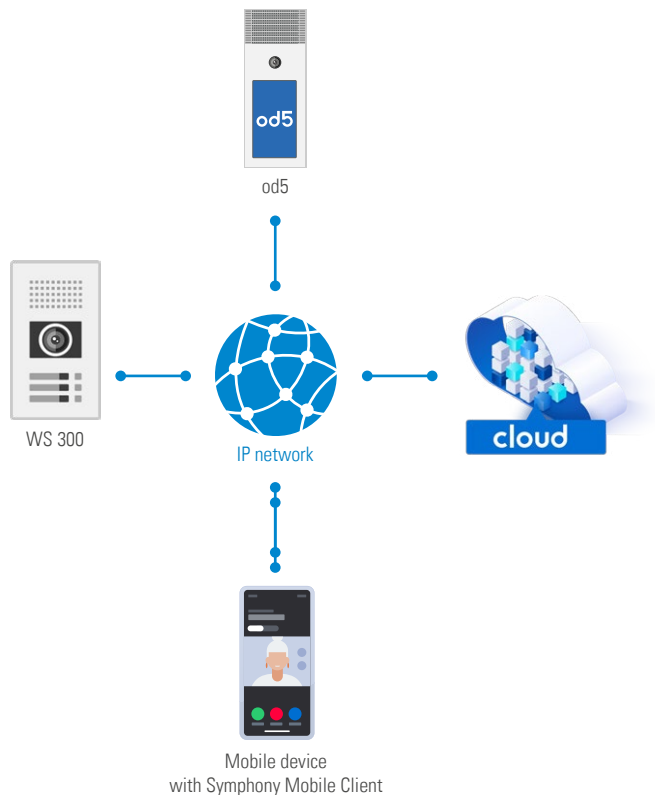 od5
od5
WS 300
IP network
cloud
Mobile device
with Symphony Mobile Client